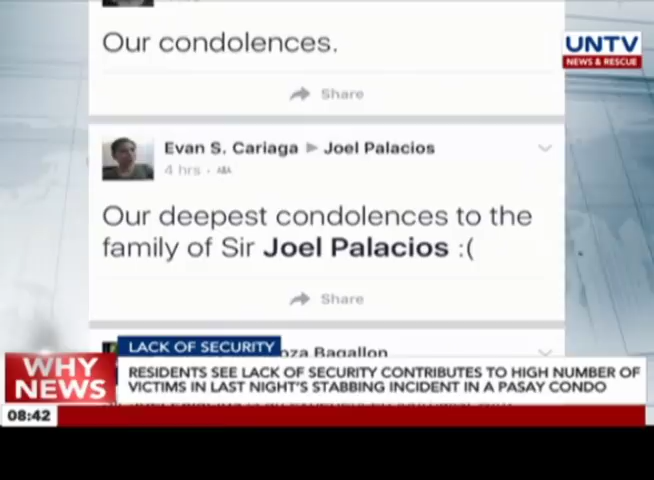 Our condolences.
UNTV
NEWS & RESCUE
Share
Evan S. Cariaga ▶ Joel Palacios
4 hrs
Our deepest condolences to the
family of Sir Joel Palacios :(
Share
Bagallon
LACK OF SECURITY
WHY
NEWS
RESIDENTS SEE LACK OF SECURITY CONTRIBUTES TO HIGH NUMBER OF
VICTIMS IN LAST NIGHT'S STABBING INCIDENT IN A PASAY CONDO
08:42